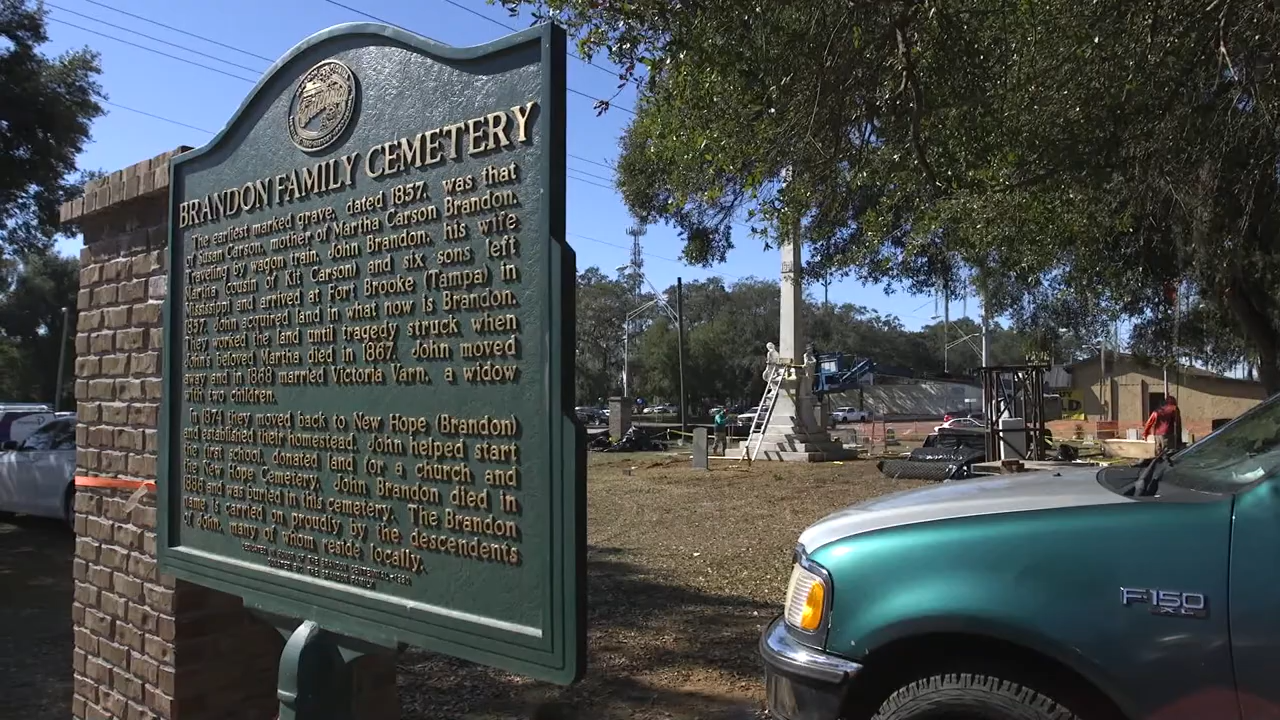 BRANDON FAMILY CEMETERY
The earliest marked grave, dated 1857, was that
of Susan Carson, mother of Martha Carson Brandon.
Traveling by wagon train, John Brandon, his wife
Martha (cousin of Kit Carson) and six sons left
Mississippi and arrived at Fort Brooke (Tampa) in
1857. John acquired land in what now is Brandon.
They worked the land until tragedy struck when
John's beloved Martha died in 1867. John moved
away and in 1868 married Victoria Varn, a widow
with two children.
In 1874 they moved back to New Hope (Brandon)
and established their homestead. John helped start
the first school, donated land for a church and
the New Hope Cemetery. John Brandon died in
1886 and was buried in this cemetery. The Brandon
name is carried on proudly by the descendents
of John, many of whom reside locally.
DONATED BY THE BRANDON FAMILY
F150
XL